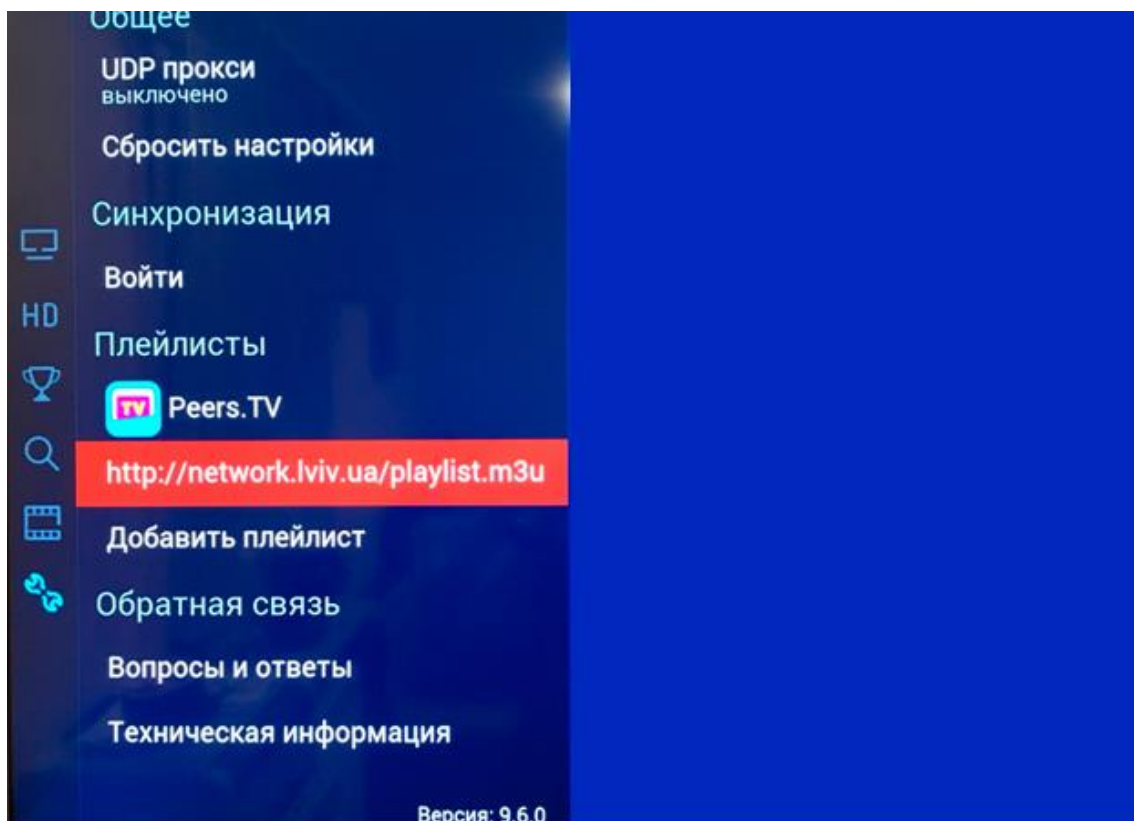 Общее
UDP прокси
выключено
Сбросить настройки
Синхронизация
Войти
HD
Плейлисты
TV
Peers.TV
http://network.lviv.ua/playlist.m3u
Добавить плейлист
Обратная связь
Вопросы и ответы
Техническая информация
Версия: 9.6.0